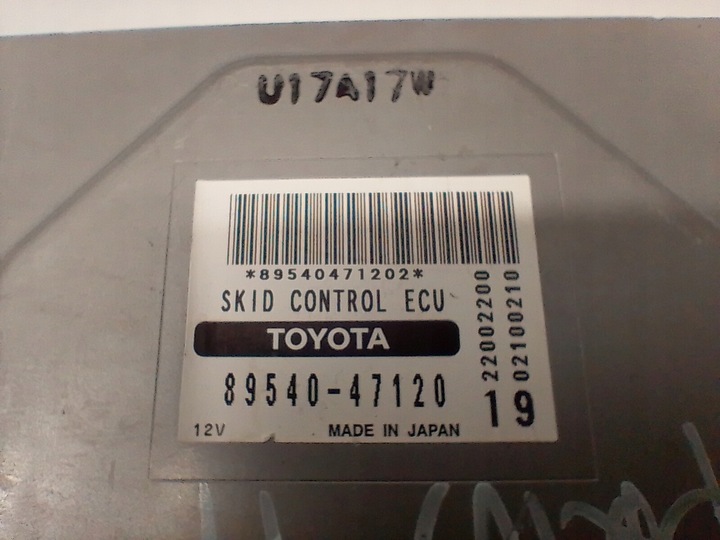 U17A17W
*89540471202*
SKID CONTROL ECU
TOYOTA
89540-47120
12V MADE IN JAPAN
22002200
02100210
19